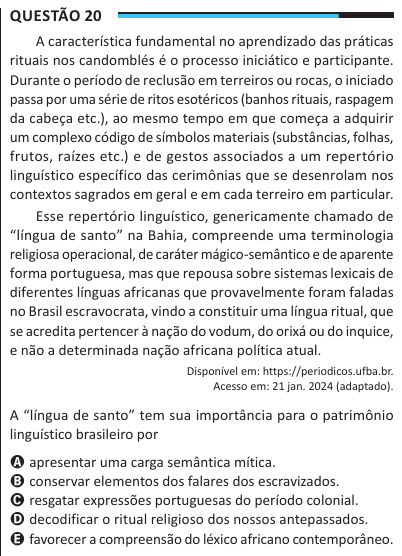 QUESTÃO 20
A característica fundamental no aprendizado das práticas
rituais nos candomblés é o processo iniciático e participante.
Durante o período de reclusão em terreiros ou rocas, o iniciado
passa por uma série de ritos esotéricos (banhos rituais, raspagem
da cabeça etc.), ao mesmo tempo em que começa a adquirir
um complexo código de símbolos materiais (substâncias, folhas,
frutos, raízes etc.) e de gestos associados a um repertório
linguístico específico das cerimônias que se desenrolam nos
contextos sagrados em geral e em cada terreiro em particular.
Esse repertório linguístico, genericamente chamado de
“língua de santo” na Bahia, compreende uma terminologia
religiosa operacional, de caráter mágico-semântico e de aparente
forma portuguesa, mas que repousa sobre sistemas lexicais de
diferentes línguas africanas que provavelmente foram faladas
no Brasil escravocrata, vindo a constituir uma língua ritual, que
se acredita pertencer à nação do vodum, do orixá ou do inquice,
e não a determinada nação africana política atual.
Disponível em: https://periodicos.ufba.br.
Acesso em: 21 jan. 2024 (adaptado).
A “língua de santo” tem sua importância para o patrimônio
linguístico brasileiro por
A apresentar uma carga semântica mítica.
B conservar elementos dos falares dos escravizados.
C resgatar expressões portuguesas do período colonial.
D decodificar o ritual religioso dos nossos antepassados.
E favorecer a compreensão do léxico africano contemporâneo.